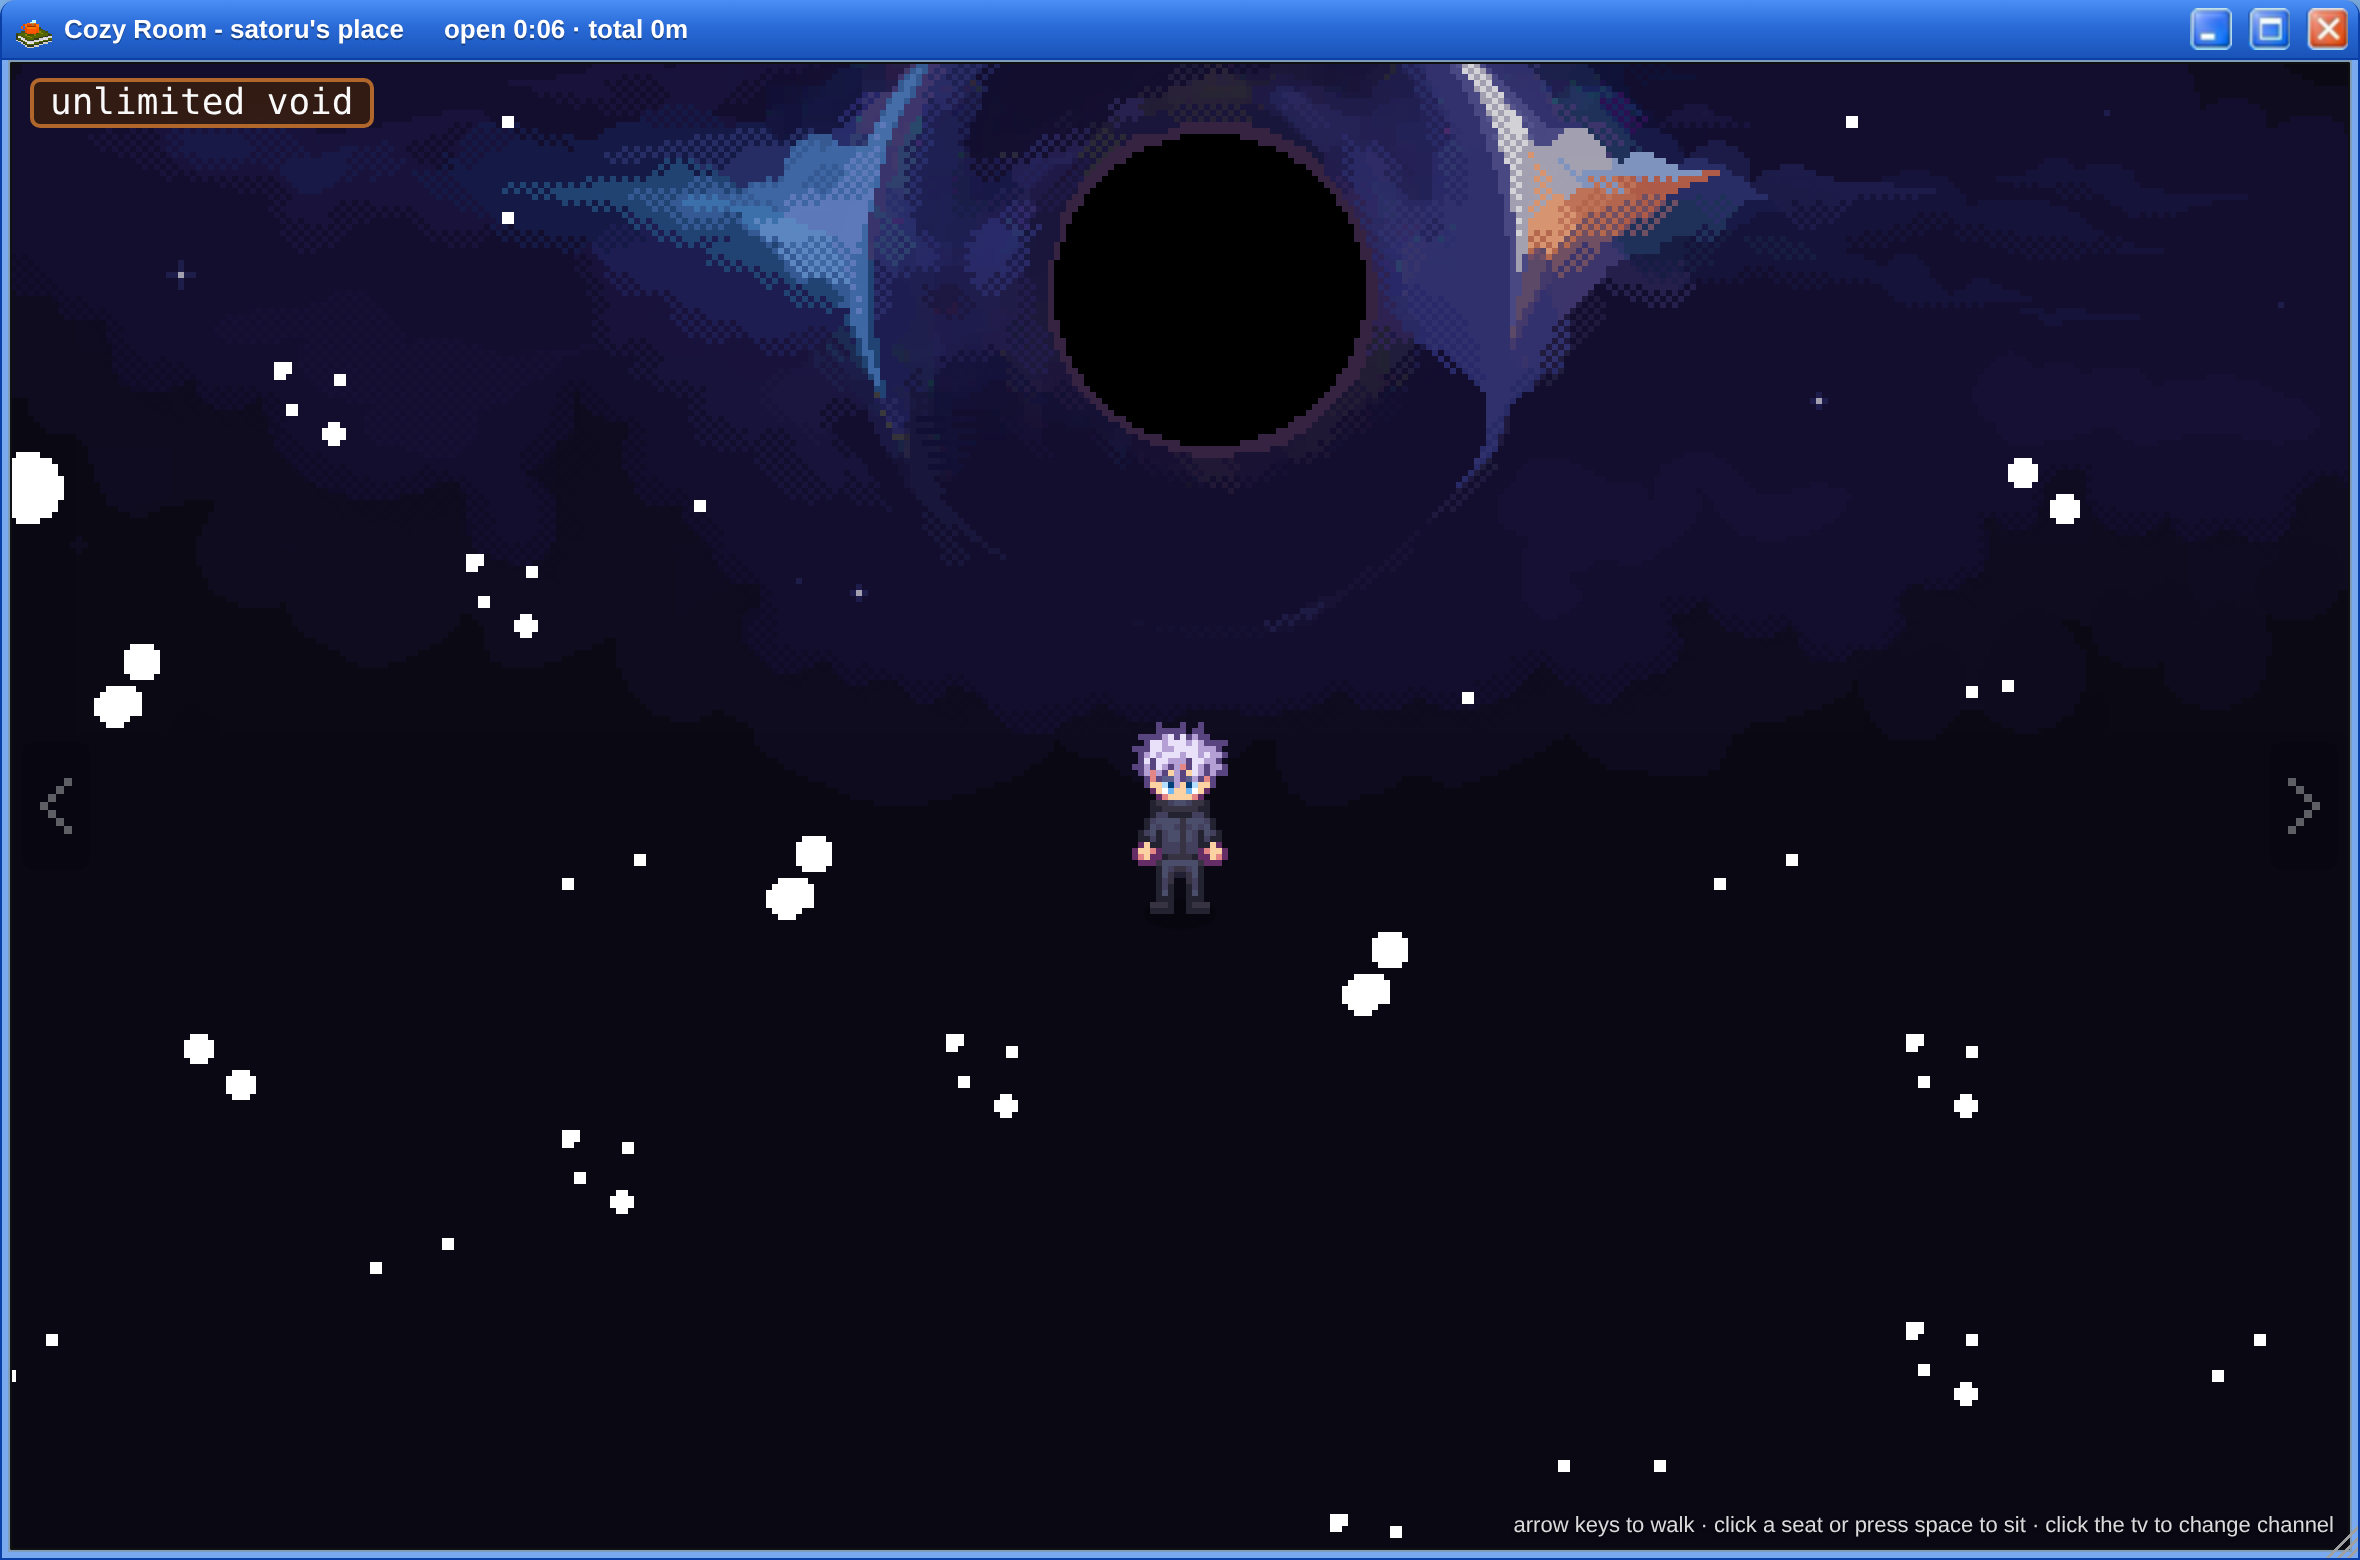 Cozy Room - satoru's place open 0:06 · total 0m
unlimited void
arrow keys to walk · click a seat or press space to sit · click the tv to change channel